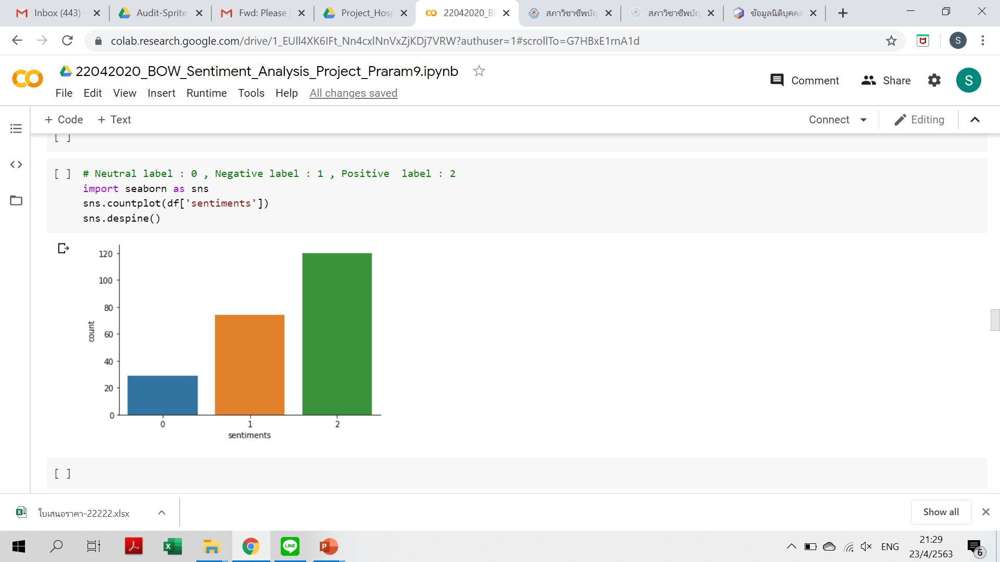 Inbox (443)
Audit-Sprite
Fwd: Please
Project_Hosp
22042020_B
สภาวิชาชีพบัญ
สภาวิชาชีพบัญ
ข้อมูลนิติบุคคล
colab.research.google.com/drive/1_EUll4XK6IFt_Nn4cxlNnVxZjKDj7VRW?authuser=1#scrollTo=G7HBxE1rnA1d
S
22042020_BOW_Sentiment_Analysis_Project_Praram9.ipynb
Comment
Share
S
File Edit View Insert Runtime Tools Help All changes saved
+ Code + Text
Connect
Editing
[ ]
[ ]
# Neutral label : 0 , Negative label : 1 , Positive  label : 2
import seaborn as sns
sns.countplot(df['sentiments'])
sns.despine()
120
100
80
60
40
20
0
count
0 1 2
sentiments
[ ]
ใบเสนอราคา-22222.xlsx
Show all
LINE
ENG
21:29
23/4/2563
6